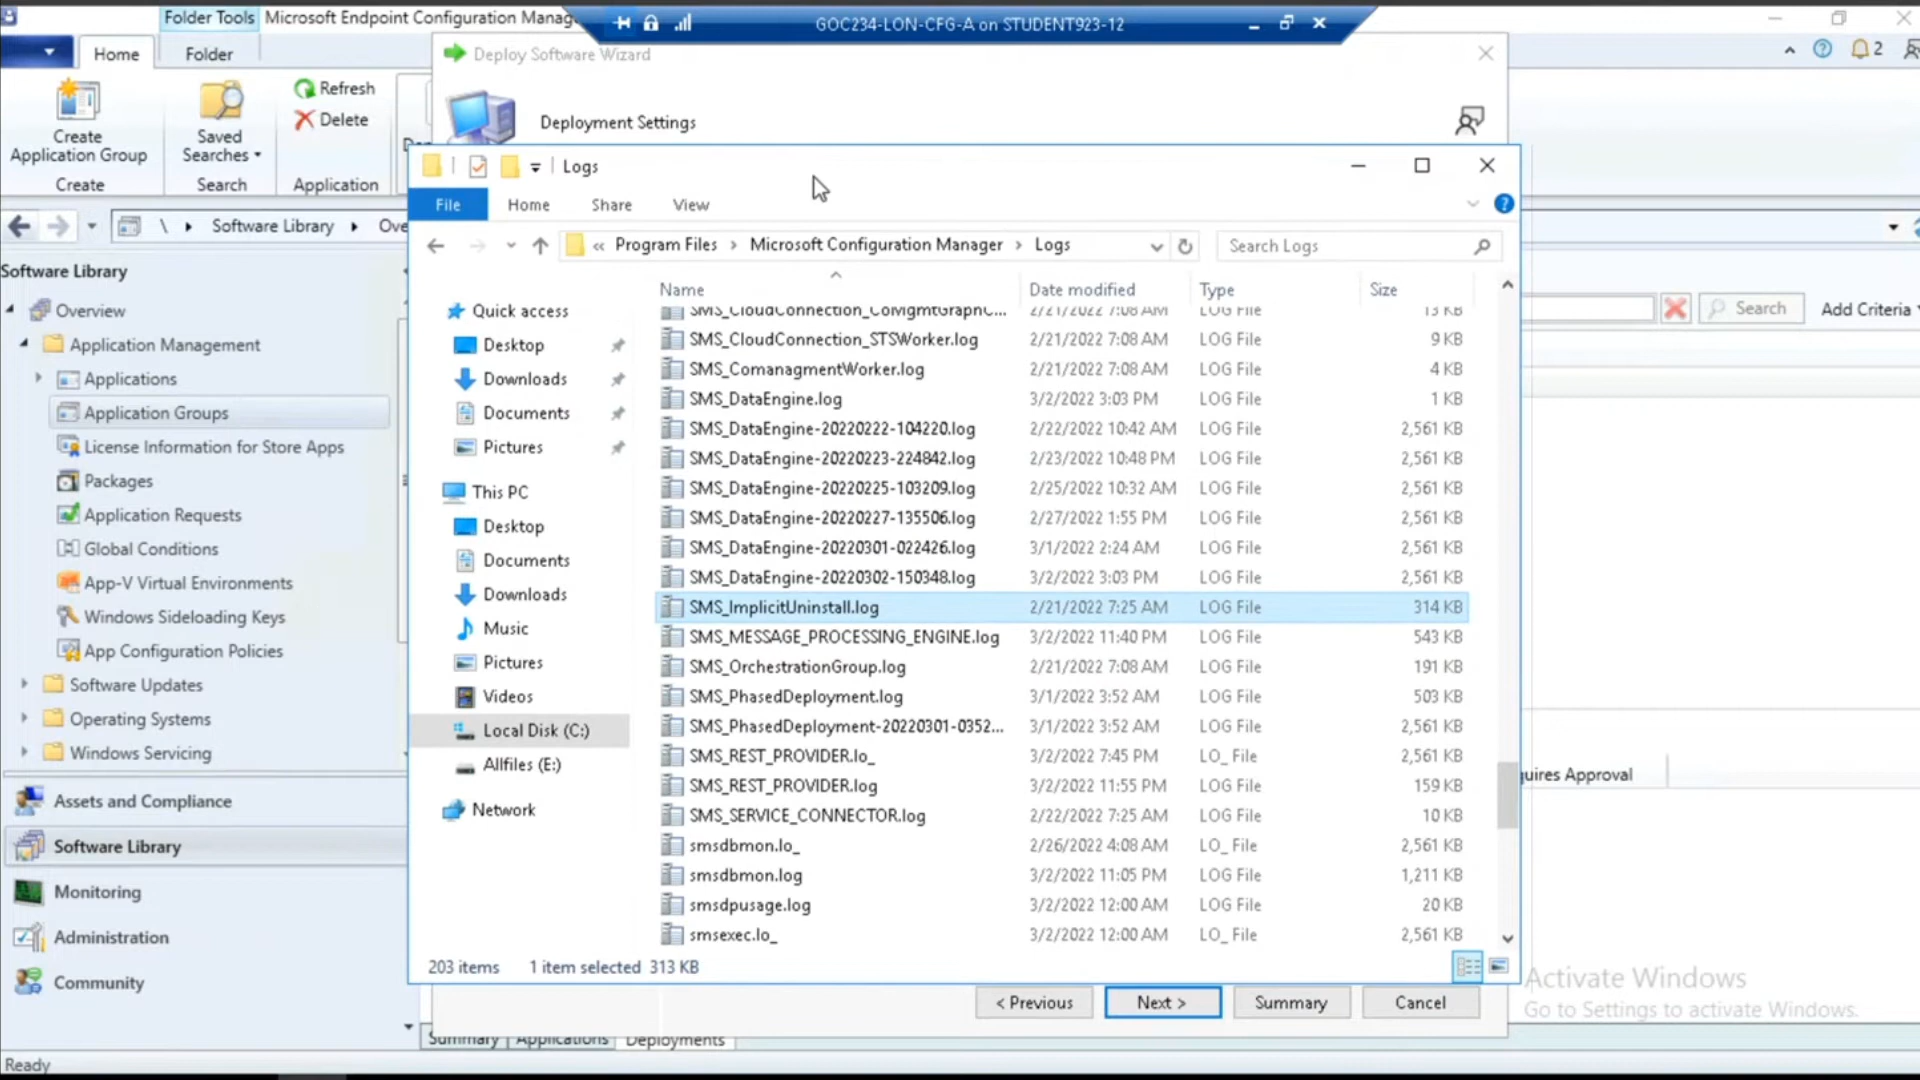 Folder Tools
Microsoft Endpoint Configuration Manag
GOC234-LON-CFG-A on STUDENT923-12
Home
Folder
2
Deploy Software Wizard
Deployment Settings
Create
Application Group
Create
Saved
Searches
Search
Refresh
Delete
Application
\ Software Library Ove
Software Library
Overview
Application Management
Applications
Application Groups
License Information for Store Apps
Packages
Application Requests
Global Conditions
App-V Virtual Environments
Windows Sideloading Keys
App Configuration Policies
Software Updates
Operating Systems
Windows Servicing
Assets and Compliance
Software Library
Monitoring
Administration
Community
Ready
Logs
File Home Share View
« Program Files › Microsoft Configuration Manager › Logs
Search Logs
Quick access
Desktop
Downloads
Documents
Pictures
This PC
Desktop
Documents
Downloads
Music
Pictures
Videos
Local Disk (C:)
Allfiles (E:)
Network
Name Date modified Type Size
SMS_CloudConnection_CoMgmtGraphC... 2/21/2022 7:08 AM LOG File 13 KB
SMS_CloudConnection_STSWorker.log 2/21/2022 7:08 AM LOG File 9 KB
SMS_ComanagmentWorker.log 2/21/2022 7:08 AM LOG File 4 KB
SMS_DataEngine.log 3/2/2022 3:03 PM LOG File 1 KB
SMS_DataEngine-20220222-104220.log 2/22/2022 10:42 AM LOG File 2,561 KB
SMS_DataEngine-20220223-224842.log 2/23/2022 10:48 PM LOG File 2,561 KB
SMS_DataEngine-20220225-103209.log 2/25/2022 10:32 AM LOG File 2,561 KB
SMS_DataEngine-20220227-135506.log 2/27/2022 1:55 PM LOG File 2,561 KB
SMS_DataEngine-20220301-022426.log 3/1/2022 2:24 AM LOG File 2,561 KB
SMS_DataEngine-20220302-150348.log 3/2/2022 3:03 PM LOG File 2,561 KB
SMS_ImplicitUninstall.log 2/21/2022 7:25 AM LOG File 314 KB
SMS_MESSAGE_PROCESSING_ENGINE.log 3/2/2022 11:40 PM LOG File 543 KB
SMS_OrchestrationGroup.log 2/21/2022 7:08 AM LOG File 191 KB
SMS_PhasedDeployment.log 3/1/2022 3:52 AM LOG File 503 KB
SMS_PhasedDeployment-20220301-0352... 3/1/2022 3:52 AM LOG File 2,561 KB
SMS_REST_PROVIDER.lo_ 3/2/2022 7:45 PM LO_ File 2,561 KB
SMS_REST_PROVIDER.log 3/2/2022 11:55 PM LOG File 159 KB
SMS_SERVICE_CONNECTOR.log 2/22/2022 7:25 AM LOG File 10 KB
smsdbmon.lo_ 2/26/2022 4:08 AM LO_ File 2,561 KB
smsdbmon.log 3/2/2022 11:05 PM LOG File 1,211 KB
smsdpusage.log 3/2/2022 12:00 AM LOG File 20 KB
smsexec.lo_ 3/2/2022 12:00 AM LO_ File 2,561 KB
203 items 1 item selected 313 KB
< Previous Next > Summary Cancel
Summary Applications Deployments
Search
Add Criteria
quires Approval
Activate Windows
Go to Settings to activate Windows.